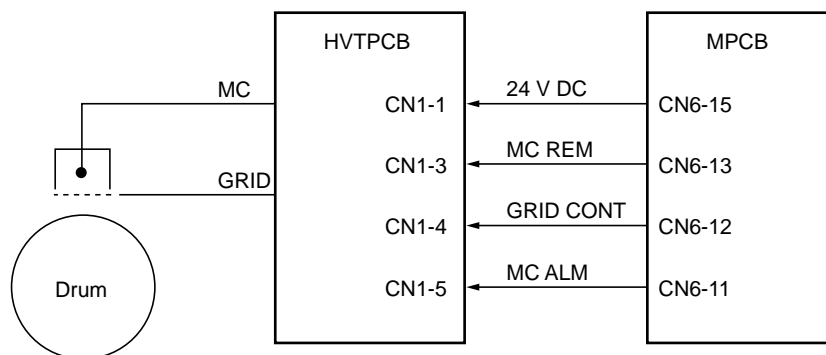 HVTPCB MPCB
MC CN1-1 24 V DC CN6-15
CN1-3 MC REM CN6-13
GRID
CN1-4 GRID CONT CN6-12
Drum CN1-5 MC ALM CN6-11